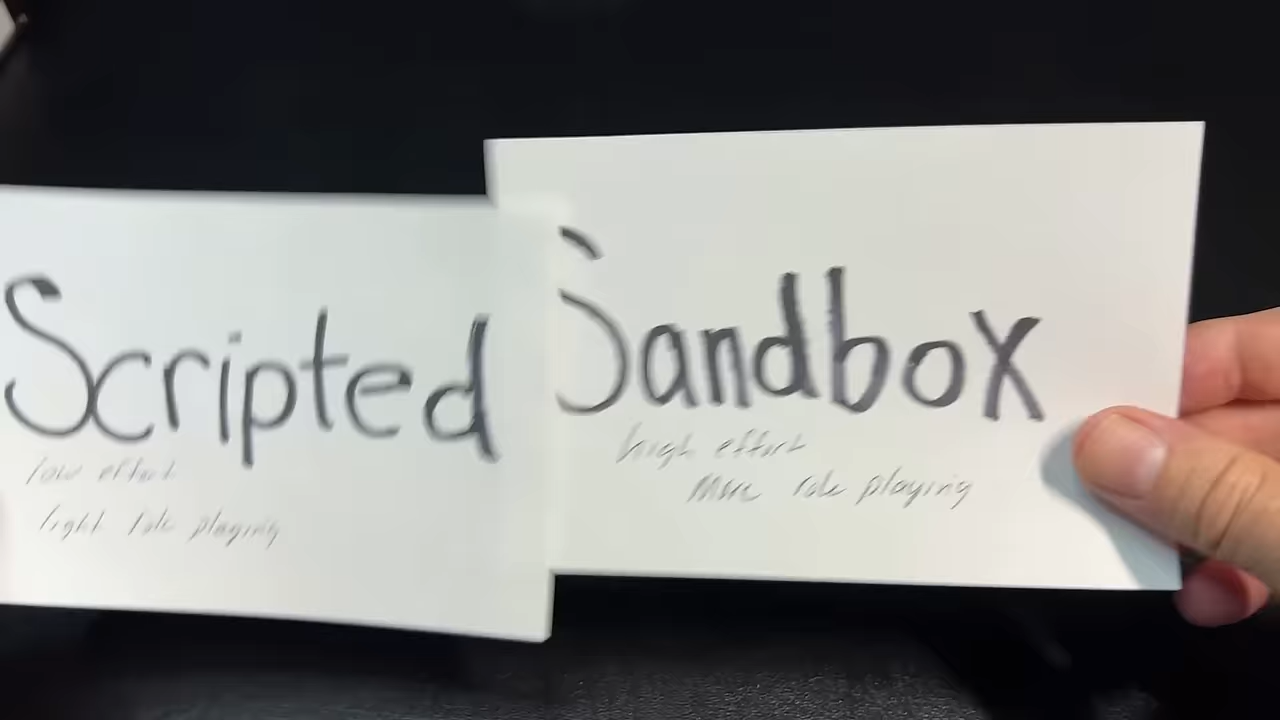 Scripted
low effort
light role playing
Sandbox
high effort
More role playing